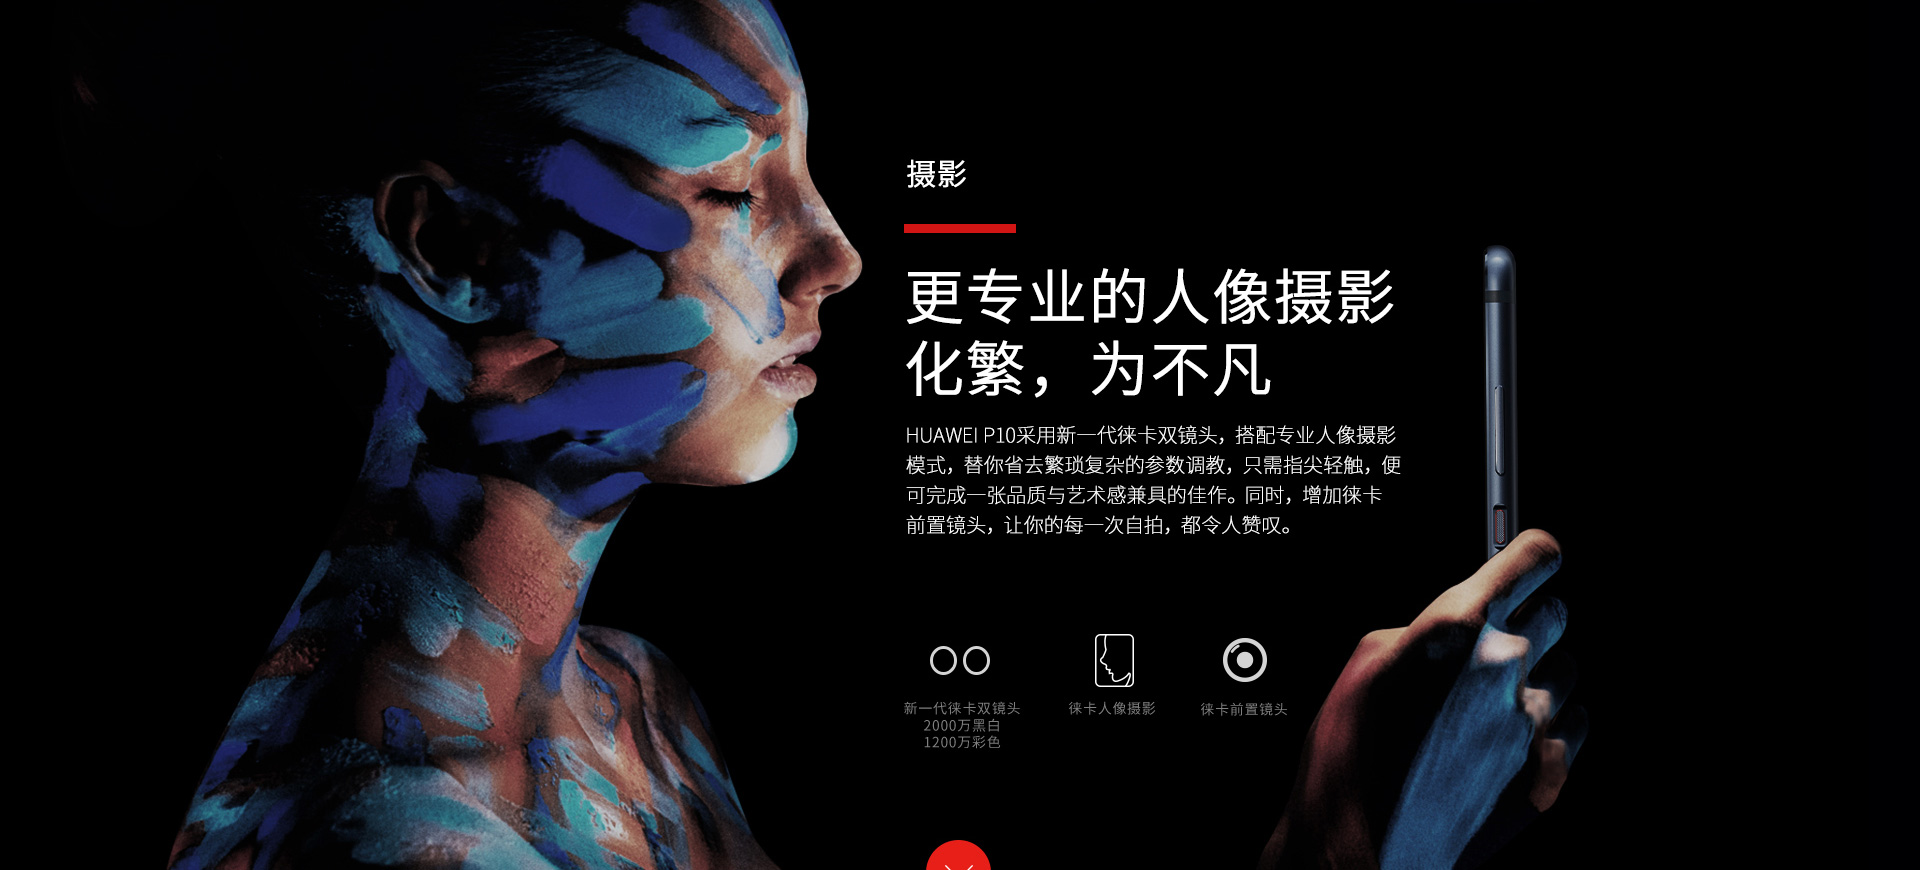 摄影
更专业的人像摄影
化繁，为不凡
HUAWEI P10采用新一代徕卡双镜头，搭配专业人像摄影
模式，替你省去繁琐复杂的参数调教，只需指尖轻触，便
可完成一张品质与艺术感兼具的佳作。同时，增加徕卡
前置镜头，让你的每一次自拍，都令人赞叹。
新一代徕卡双镜头
2000万黑白
1200万彩色
徕卡人像摄影
徕卡前置镜头